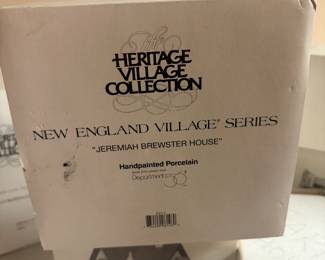 The
HERITAGE
VILLAGE
COLLECTION
NEW ENGLAND VILLAGE® SERIES
"JEREMIAH BREWSTER HOUSE"
Handpainted Porcelain
Department 56